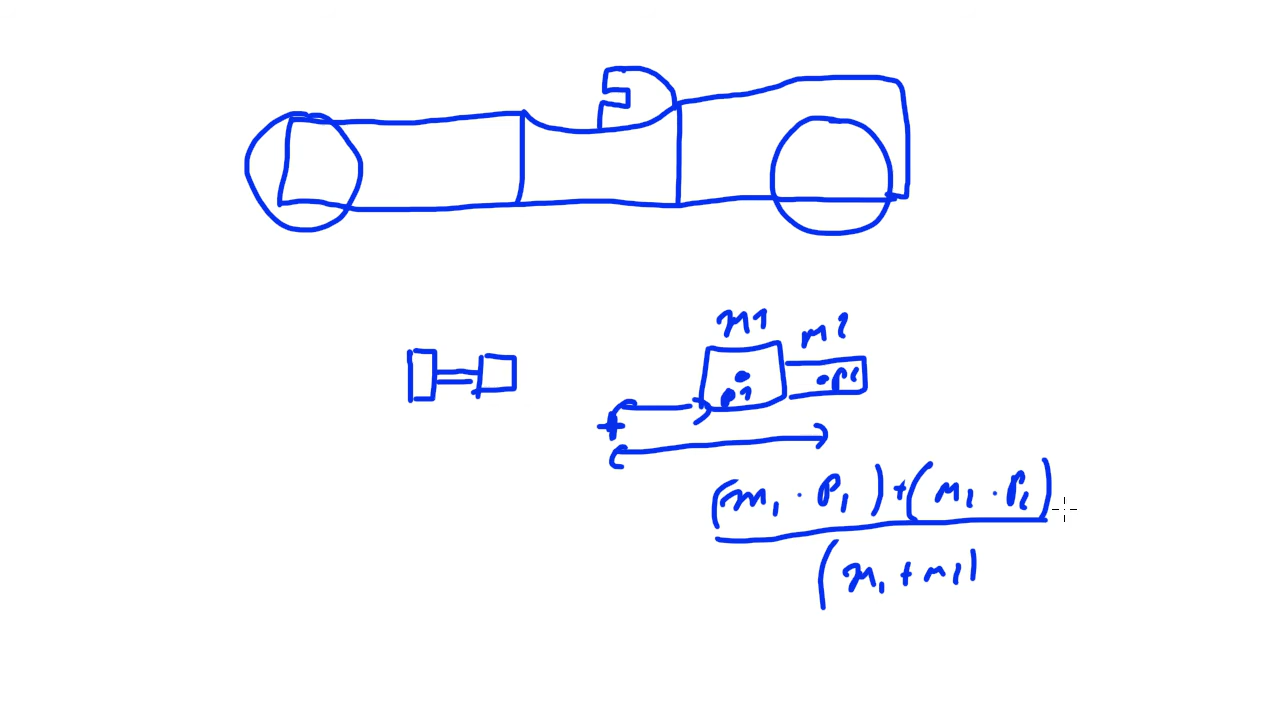 m1
m2
p1
p2
(m₁ · P₁) + (m₂ · P₂)
(m₁ + m₂)